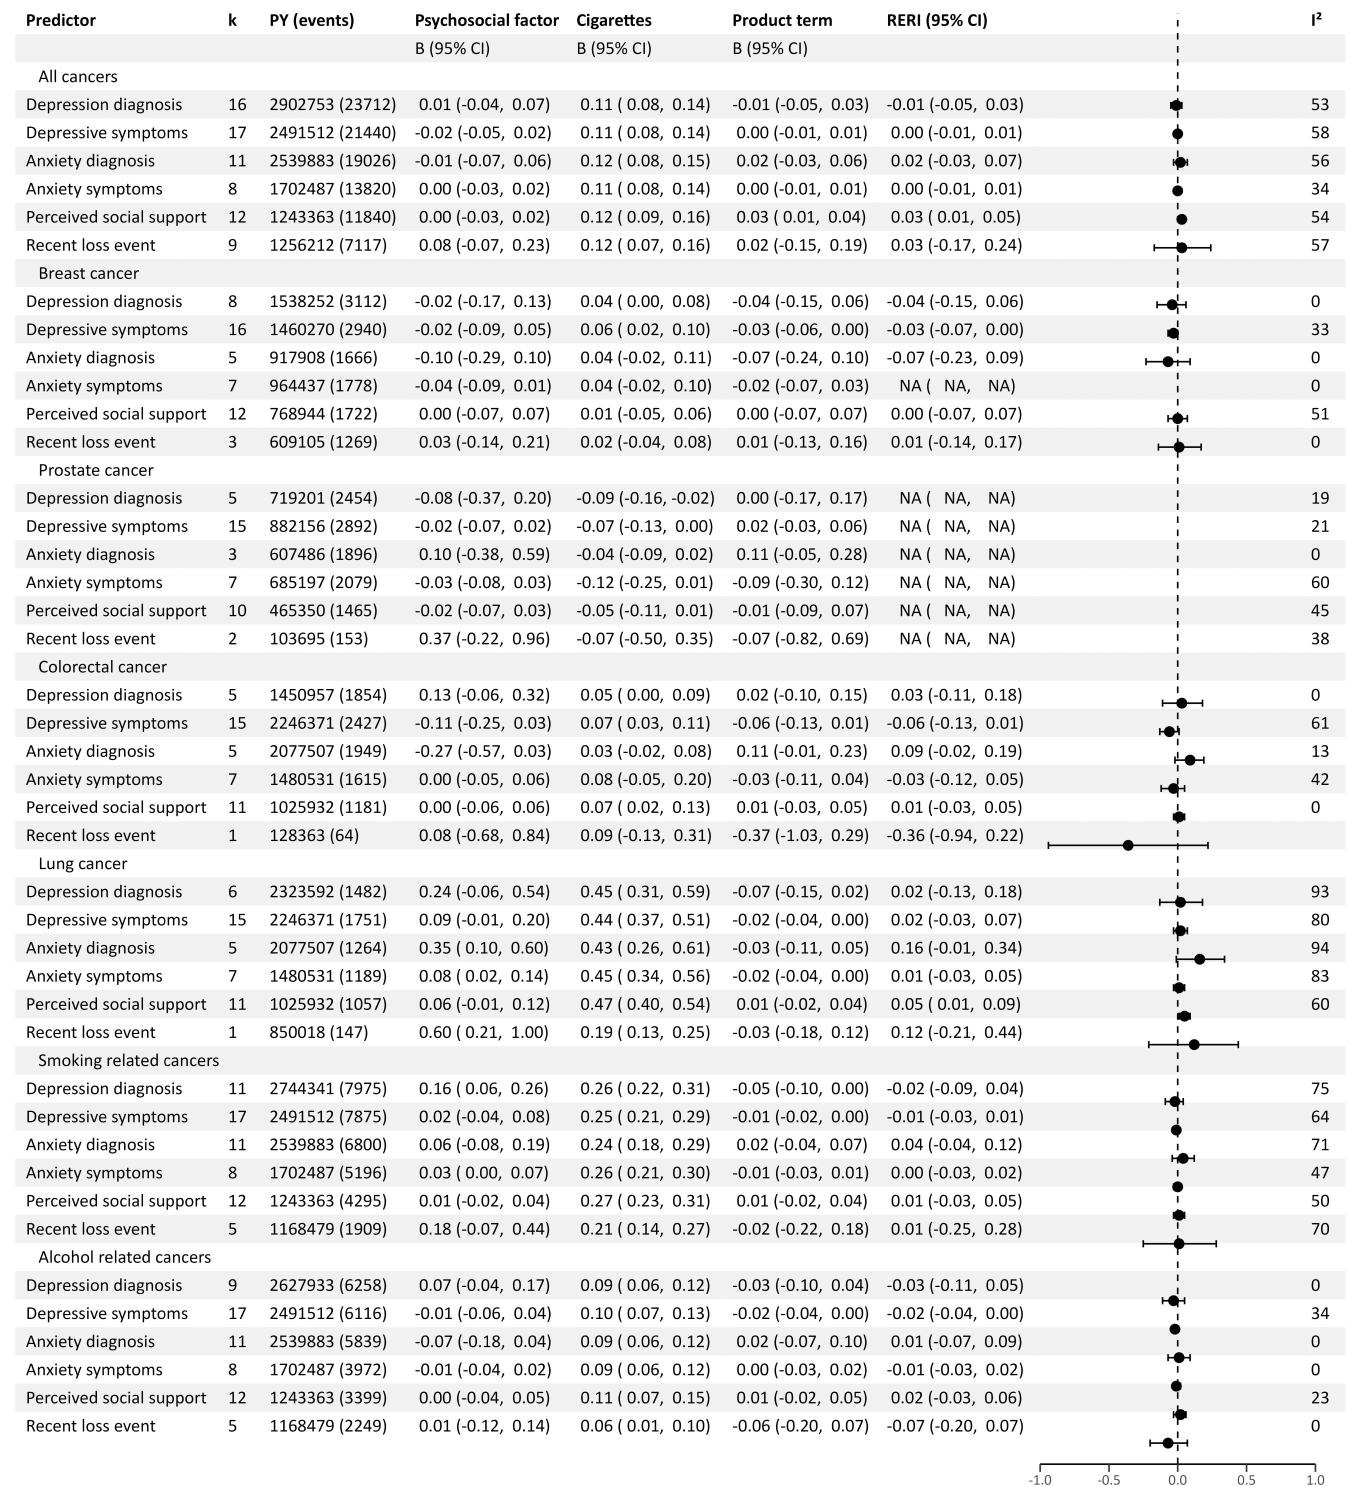 Predictor k PY (events) Psychosocial factor Cigarettes Product term RERI (95% CI) I²
B (95% CI) B (95% CI) B (95% CI)
All cancers
Depression diagnosis 16 2902753 (23712) 0.01 (-0.04, 0.07) 0.11 ( 0.08, 0.14) -0.01 (-0.05, 0.03) -0.01 (-0.05, 0.03) 53
Depressive symptoms 17 2491512 (21440) -0.02 (-0.05, 0.02) 0.11 ( 0.08, 0.14) 0.00 (-0.01, 0.01) 0.00 (-0.01, 0.01) 58
Anxiety diagnosis 11 2539883 (19026) -0.01 (-0.07, 0.06) 0.12 ( 0.08, 0.15) 0.02 (-0.03, 0.06) 0.02 (-0.03, 0.07) 56
Anxiety symptoms 8 1702487 (13820) 0.00 (-0.03, 0.02) 0.11 ( 0.08, 0.14) 0.00 (-0.01, 0.01) 0.00 (-0.01, 0.01) 34
Perceived social support 12 1243363 (11840) 0.00 (-0.03, 0.02) 0.12 ( 0.09, 0.16) 0.03 ( 0.01, 0.04) 0.03 ( 0.01, 0.05) 54
Recent loss event 9 1256212 (7117) 0.08 (-0.07, 0.23) 0.12 ( 0.07, 0.16) 0.02 (-0.15, 0.19) 0.03 (-0.17, 0.24) 57
Breast cancer
Depression diagnosis 8 1538252 (3112) -0.02 (-0.17, 0.13) 0.04 ( 0.00, 0.08) -0.04 (-0.15, 0.06) -0.04 (-0.15, 0.06) 0
Depressive symptoms 16 1460270 (2940) -0.02 (-0.09, 0.05) 0.06 ( 0.02, 0.10) -0.03 (-0.06, 0.00) -0.03 (-0.07, 0.00) 33
Anxiety diagnosis 5 917908 (1666) -0.10 (-0.29, 0.10) 0.04 (-0.02, 0.11) -0.07 (-0.24, 0.10) -0.07 (-0.23, 0.09) 0
Anxiety symptoms 7 964437 (1778) -0.04 (-0.09, 0.01) 0.04 (-0.02, 0.10) -0.02 (-0.07, 0.03) NA ( NA, NA) 0
Perceived social support 12 768944 (1722) 0.00 (-0.07, 0.07) 0.01 (-0.05, 0.06) 0.00 (-0.07, 0.07) 0.00 (-0.07, 0.07) 51
Recent loss event 3 609105 (1269) 0.03 (-0.14, 0.21) 0.02 (-0.04, 0.08) 0.01 (-0.13, 0.16) 0.01 (-0.14, 0.17) 0
Prostate cancer
Depression diagnosis 5 719201 (2454) -0.08 (-0.37, 0.20) -0.09 (-0.16, -0.02) 0.00 (-0.17, 0.17) NA ( NA, NA) 19
Depressive symptoms 15 882156 (2892) -0.02 (-0.07, 0.02) -0.07 (-0.13, 0.00) 0.02 (-0.03, 0.06) NA ( NA, NA) 21
Anxiety diagnosis 3 607486 (1896) 0.10 (-0.38, 0.59) -0.04 (-0.09, 0.02) 0.11 (-0.05, 0.28) NA ( NA, NA) 0
Anxiety symptoms 7 685197 (2079) -0.03 (-0.08, 0.03) -0.12 (-0.25, 0.01) -0.09 (-0.30, 0.12) NA ( NA, NA) 60
Perceived social support 10 465350 (1465) -0.02 (-0.07, 0.03) -0.05 (-0.11, 0.01) -0.01 (-0.09, 0.07) NA ( NA, NA) 45
Recent loss event 2 103695 (153) 0.37 (-0.22, 0.96) -0.07 (-0.50, 0.35) -0.07 (-0.82, 0.69) NA ( NA, NA) 38
Colorectal cancer
Depression diagnosis 5 1450957 (1854) 0.13 (-0.06, 0.32) 0.05 ( 0.00, 0.09) 0.02 (-0.10, 0.15) 0.03 (-0.11, 0.18) 0
Depressive symptoms 15 2246371 (2427) -0.11 (-0.25, 0.03) 0.07 ( 0.03, 0.11) -0.06 (-0.13, 0.01) -0.06 (-0.13, 0.01) 61
Anxiety diagnosis 5 2077507 (1949) -0.27 (-0.57, 0.03) 0.03 (-0.02, 0.08) 0.11 (-0.01, 0.23) 0.09 (-0.02, 0.19) 13
Anxiety symptoms 7 1480531 (1615) 0.00 (-0.05, 0.06) 0.08 (-0.05, 0.20) -0.03 (-0.11, 0.04) -0.03 (-0.12, 0.05) 42
Perceived social support 11 1025932 (1181) 0.00 (-0.06, 0.06) 0.07 ( 0.02, 0.13) 0.01 (-0.03, 0.05) 0.01 (-0.03, 0.05) 0
Recent loss event 1 128363 (64) 0.08 (-0.68, 0.84) 0.09 (-0.13, 0.31) -0.37 (-1.03, 0.29) -0.36 (-0.94, 0.22)
Lung cancer
Depression diagnosis 6 2323592 (1482) 0.24 (-0.06, 0.54) 0.45 ( 0.31, 0.59) -0.07 (-0.15, 0.02) 0.02 (-0.13, 0.18) 93
Depressive symptoms 15 2246371 (1751) 0.09 (-0.01, 0.20) 0.44 ( 0.37, 0.51) -0.02 (-0.04, 0.00) 0.02 (-0.03, 0.07) 80
Anxiety diagnosis 5 2077507 (1264) 0.35 ( 0.10, 0.60) 0.43 ( 0.26, 0.61) -0.03 (-0.11, 0.05) 0.16 (-0.01, 0.34) 94
Anxiety symptoms 7 1480531 (1189) 0.08 ( 0.02, 0.14) 0.45 ( 0.34, 0.56) -0.02 (-0.04, 0.00) 0.01 (-0.03, 0.05) 83
Perceived social support 11 1025932 (1057) 0.06 (-0.01, 0.12) 0.47 ( 0.40, 0.54) 0.01 (-0.02, 0.04) 0.05 ( 0.01, 0.09) 60
Recent loss event 1 850018 (147) 0.60 ( 0.21, 1.00) 0.19 ( 0.13, 0.25) -0.03 (-0.18, 0.12) 0.12 (-0.21, 0.44)
Smoking related cancers
Depression diagnosis 11 2744341 (7975) 0.16 ( 0.06, 0.26) 0.26 ( 0.22, 0.31) -0.05 (-0.10, 0.00) -0.02 (-0.09, 0.04) 75
Depressive symptoms 17 2491512 (7875) 0.02 (-0.04, 0.08) 0.25 ( 0.21, 0.29) -0.01 (-0.02, 0.00) -0.01 (-0.03, 0.01) 64
Anxiety diagnosis 11 2539883 (6800) 0.06 (-0.08, 0.19) 0.24 ( 0.18, 0.29) 0.02 (-0.04, 0.07) 0.04 (-0.04, 0.12) 71
Anxiety symptoms 8 1702487 (5196) 0.03 ( 0.00, 0.07) 0.26 ( 0.21, 0.30) -0.01 (-0.03, 0.01) 0.00 (-0.03, 0.02) 47
Perceived social support 12 1243363 (4295) 0.01 (-0.02, 0.04) 0.27 ( 0.23, 0.31) 0.01 (-0.02, 0.04) 0.01 (-0.03, 0.05) 50
Recent loss event 5 1168479 (1909) 0.18 (-0.07, 0.44) 0.21 ( 0.14, 0.27) -0.02 (-0.22, 0.18) 0.01 (-0.25, 0.28) 70
Alcohol related cancers
Depression diagnosis 9 2627933 (6258) 0.07 (-0.04, 0.17) 0.09 ( 0.06, 0.12) -0.03 (-0.10, 0.04) -0.03 (-0.11, 0.05) 0
Depressive symptoms 17 2491512 (6116) -0.01 (-0.06, 0.04) 0.10 ( 0.07, 0.13) -0.02 (-0.04, 0.00) -0.02 (-0.04, 0.00) 34
Anxiety diagnosis 11 2539883 (5839) -0.07 (-0.18, 0.04) 0.09 ( 0.06, 0.12) 0.02 (-0.07, 0.10) 0.01 (-0.07, 0.09) 0
Anxiety symptoms 8 1702487 (3972) -0.01 (-0.04, 0.02) 0.09 ( 0.06, 0.12) 0.00 (-0.03, 0.02) -0.01 (-0.03, 0.02) 0
Perceived social support 12 1243363 (3399) 0.00 (-0.04, 0.05) 0.11 ( 0.07, 0.15) 0.01 (-0.02, 0.05) 0.02 (-0.03, 0.06) 23
Recent loss event 5 1168479 (2249) 0.01 (-0.12, 0.14) 0.06 ( 0.01, 0.10) -0.06 (-0.20, 0.07) -0.07 (-0.20, 0.07) 0
-1.0 -0.5 0.0 0.5 1.0